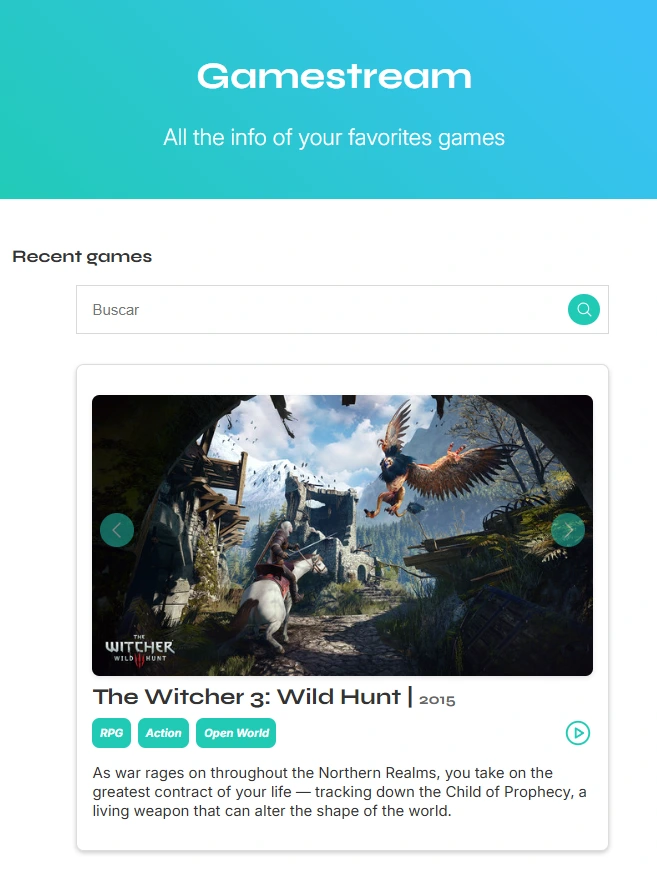 Gamestream
All the info of your favorites games
Recent games
Buscar
THE
WITCHER
WILD HUNT
The Witcher 3: Wild Hunt | 2015
RPG Action Open World
As war rages on throughout the Northern Realms, you take on the
greatest contract of your life — tracking down the Child of Prophecy, a
living weapon that can alter the shape of the world.